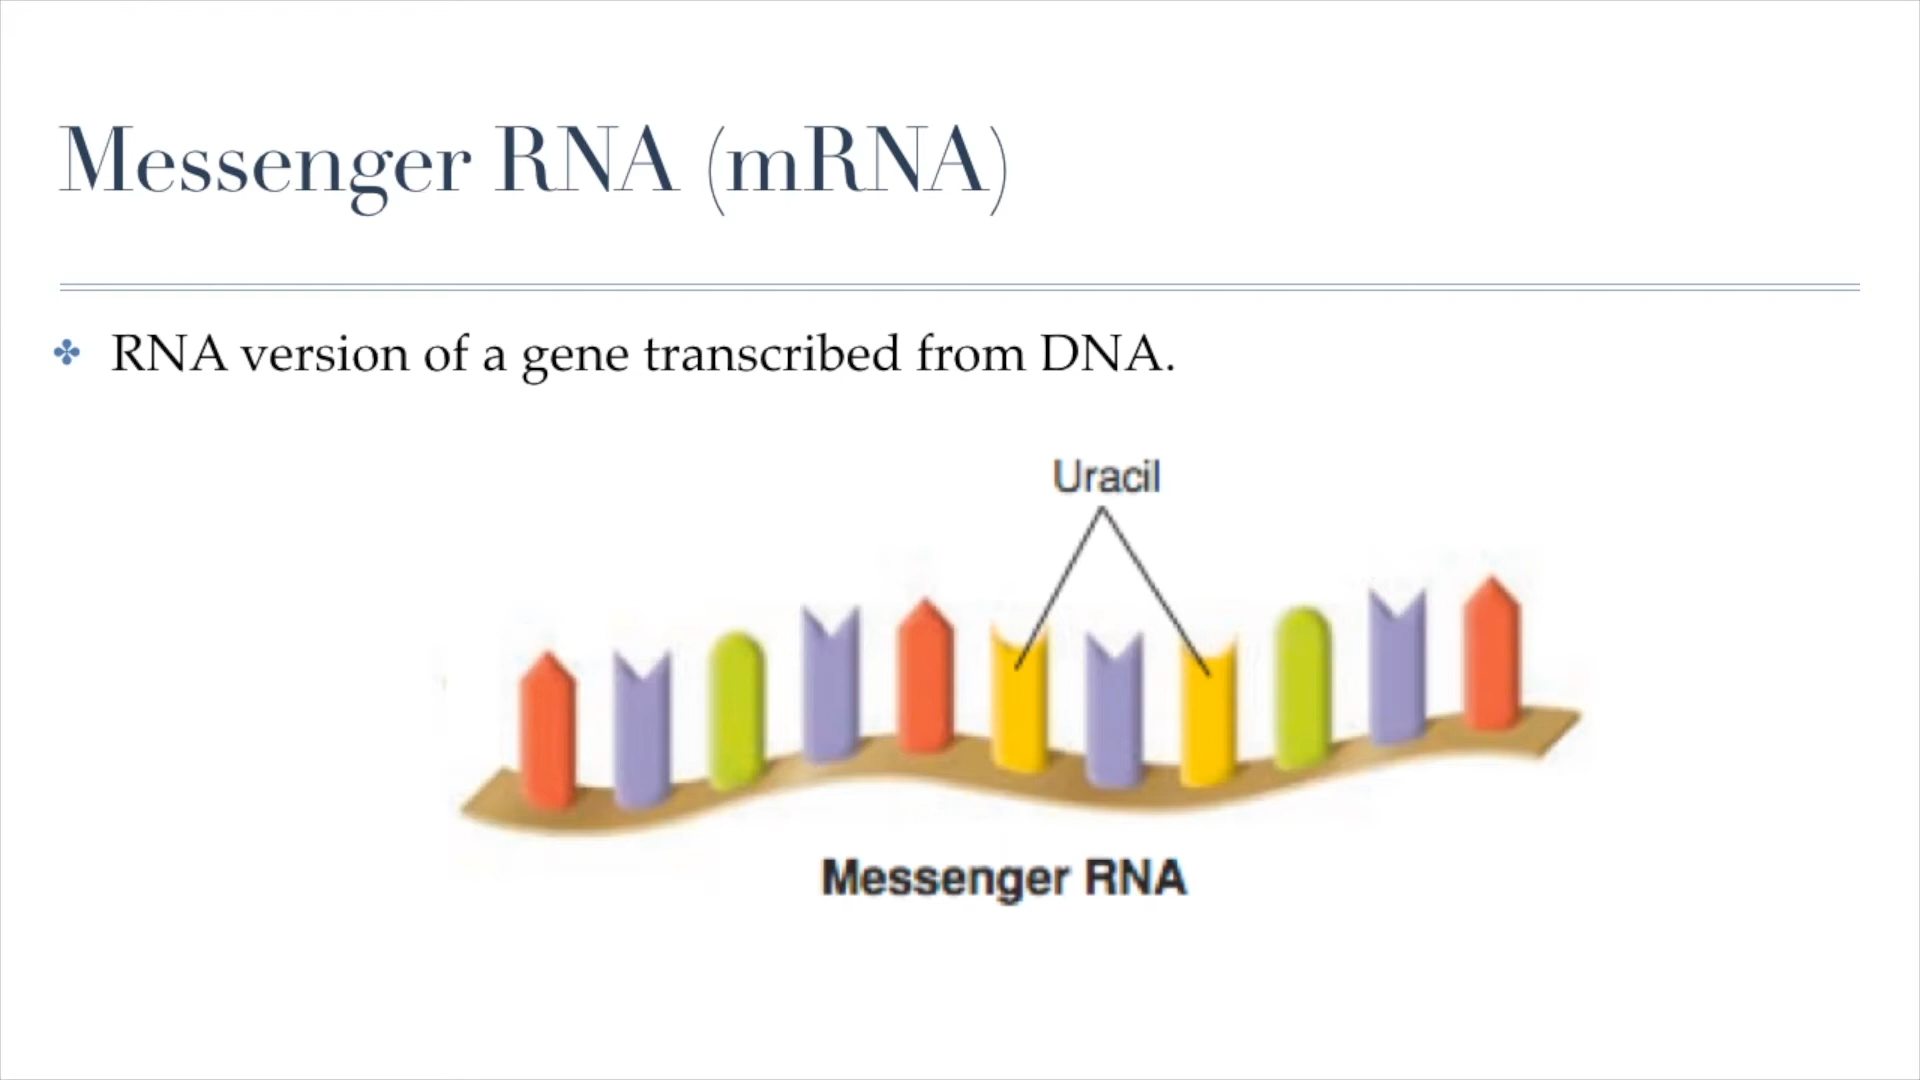 Messenger RNA (mRNA)
RNA version of a gene transcribed from DNA.
Uracil
Messenger RNA